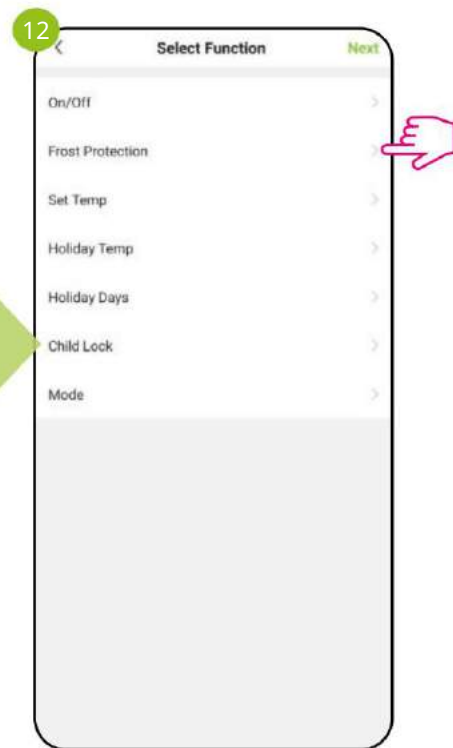 12
Select Function
Next
On/Off
Frost Protection
Set Temp
Holiday Temp
Holiday Days
Child Lock
Mode